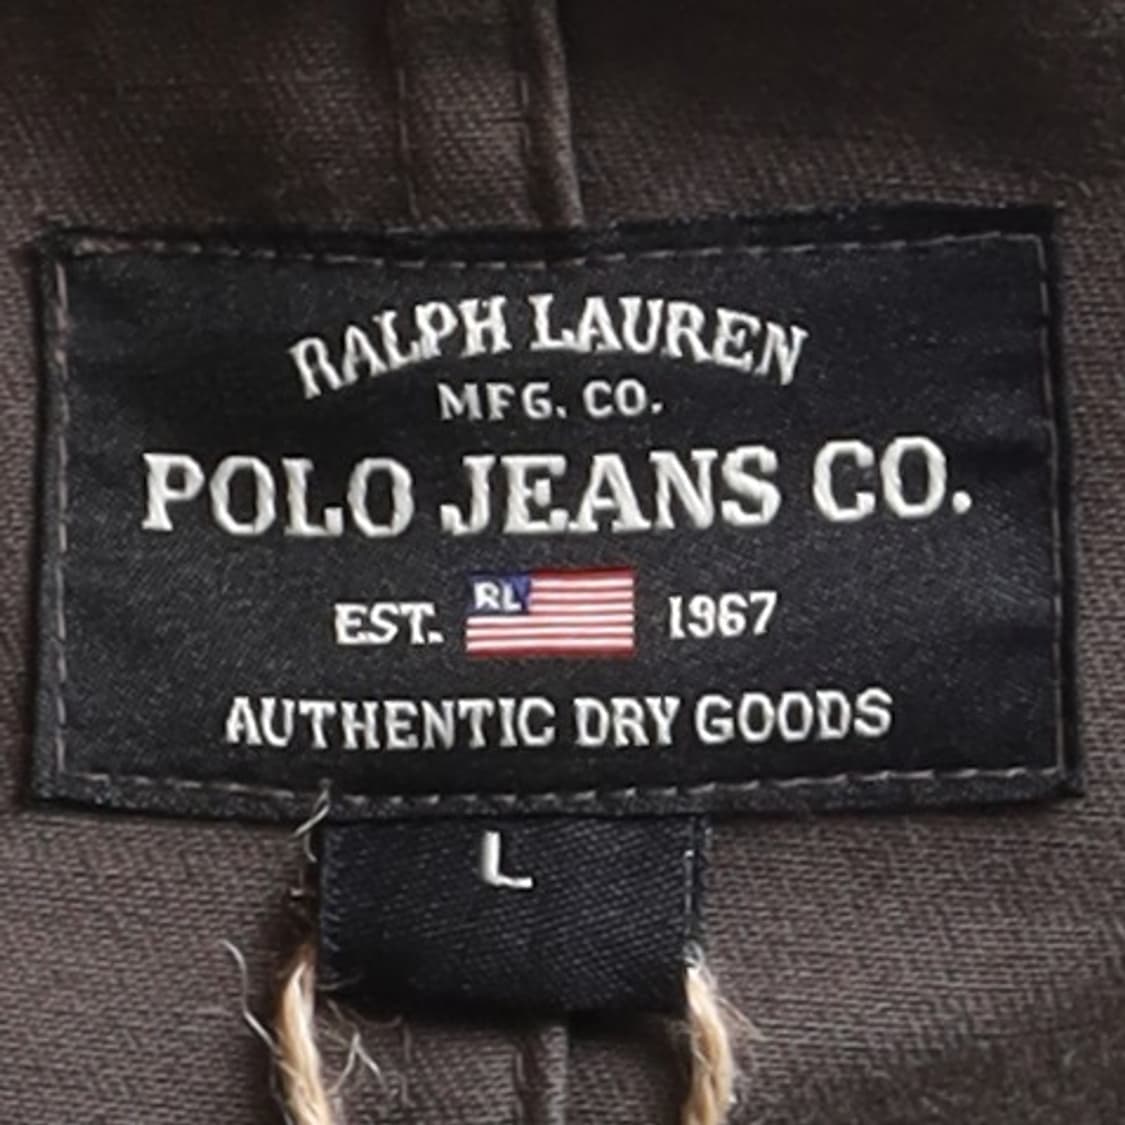 RALPH LAUREN
MFG. CO.
POLO JEANS CO.
EST. RL 1967
AUTHENTIC DRY GOODS
L